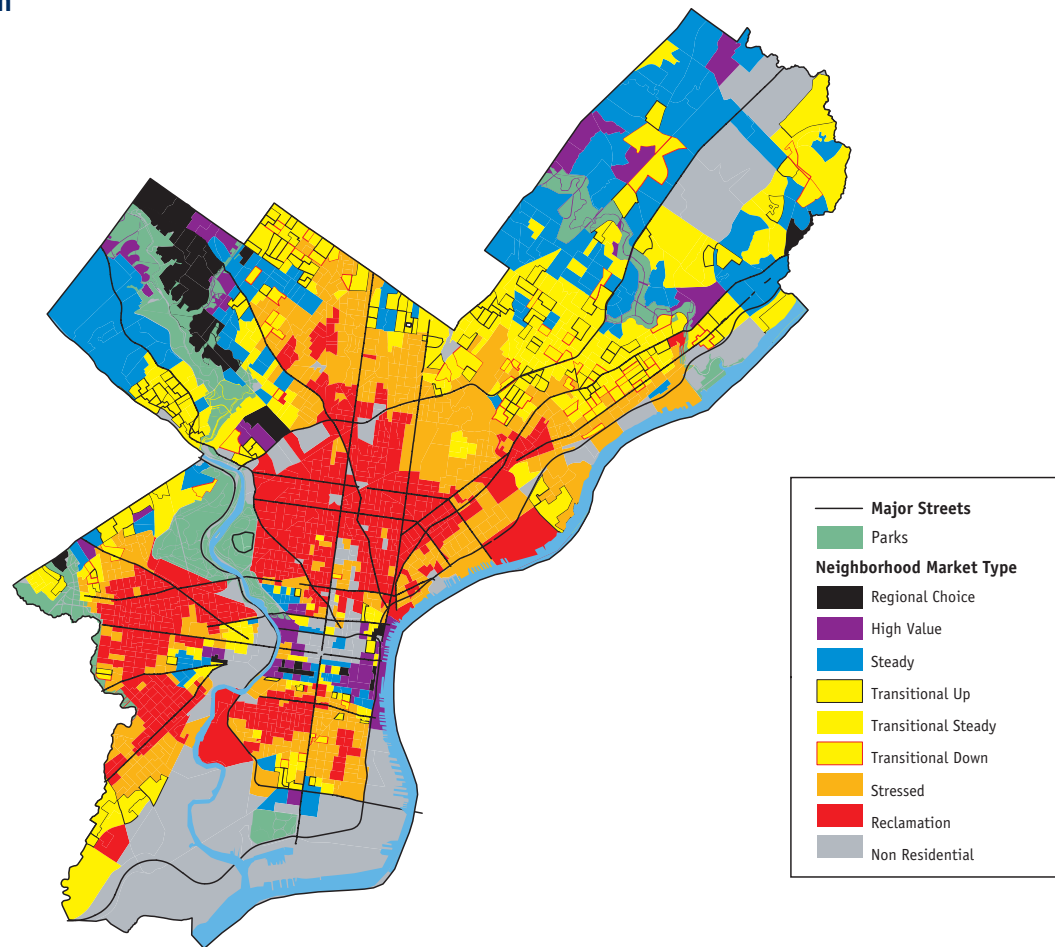 Major Streets
Parks
Neighborhood Market Type
Regional Choice
High Value
Steady
Transitional Up
Transitional Steady
Transitional Down
Stressed
Reclamation
Non Residential